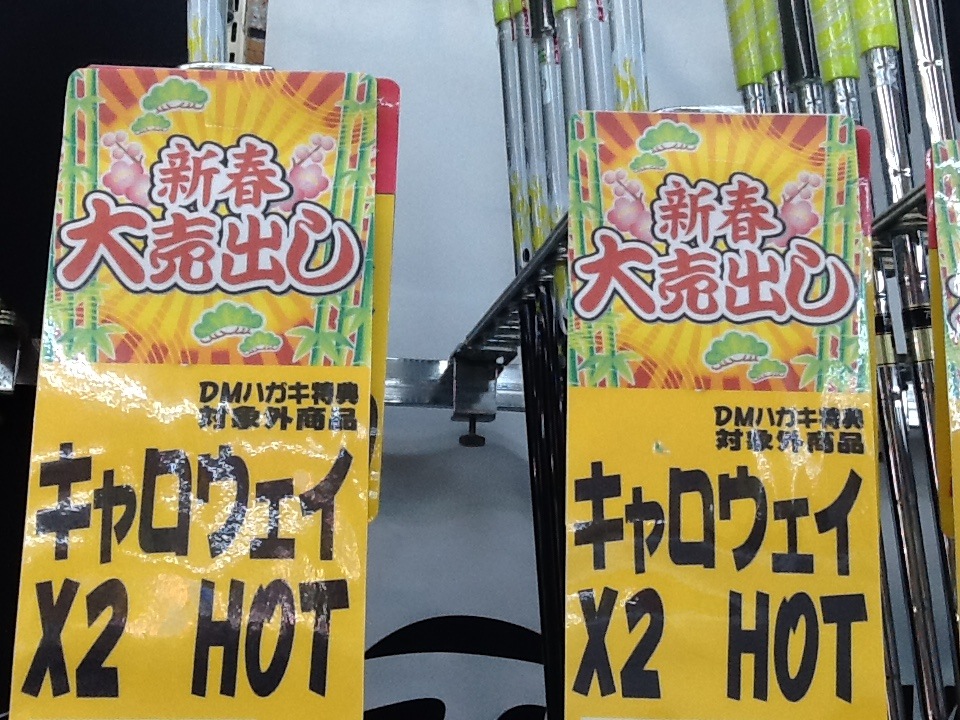 新春
大売出し
DMハガキ特典
対象外商品
キャロウェイ
X2 HOT
新春
大売出し
DMハガキ特典
対象外商品
キャロウェイ
X2 HOT